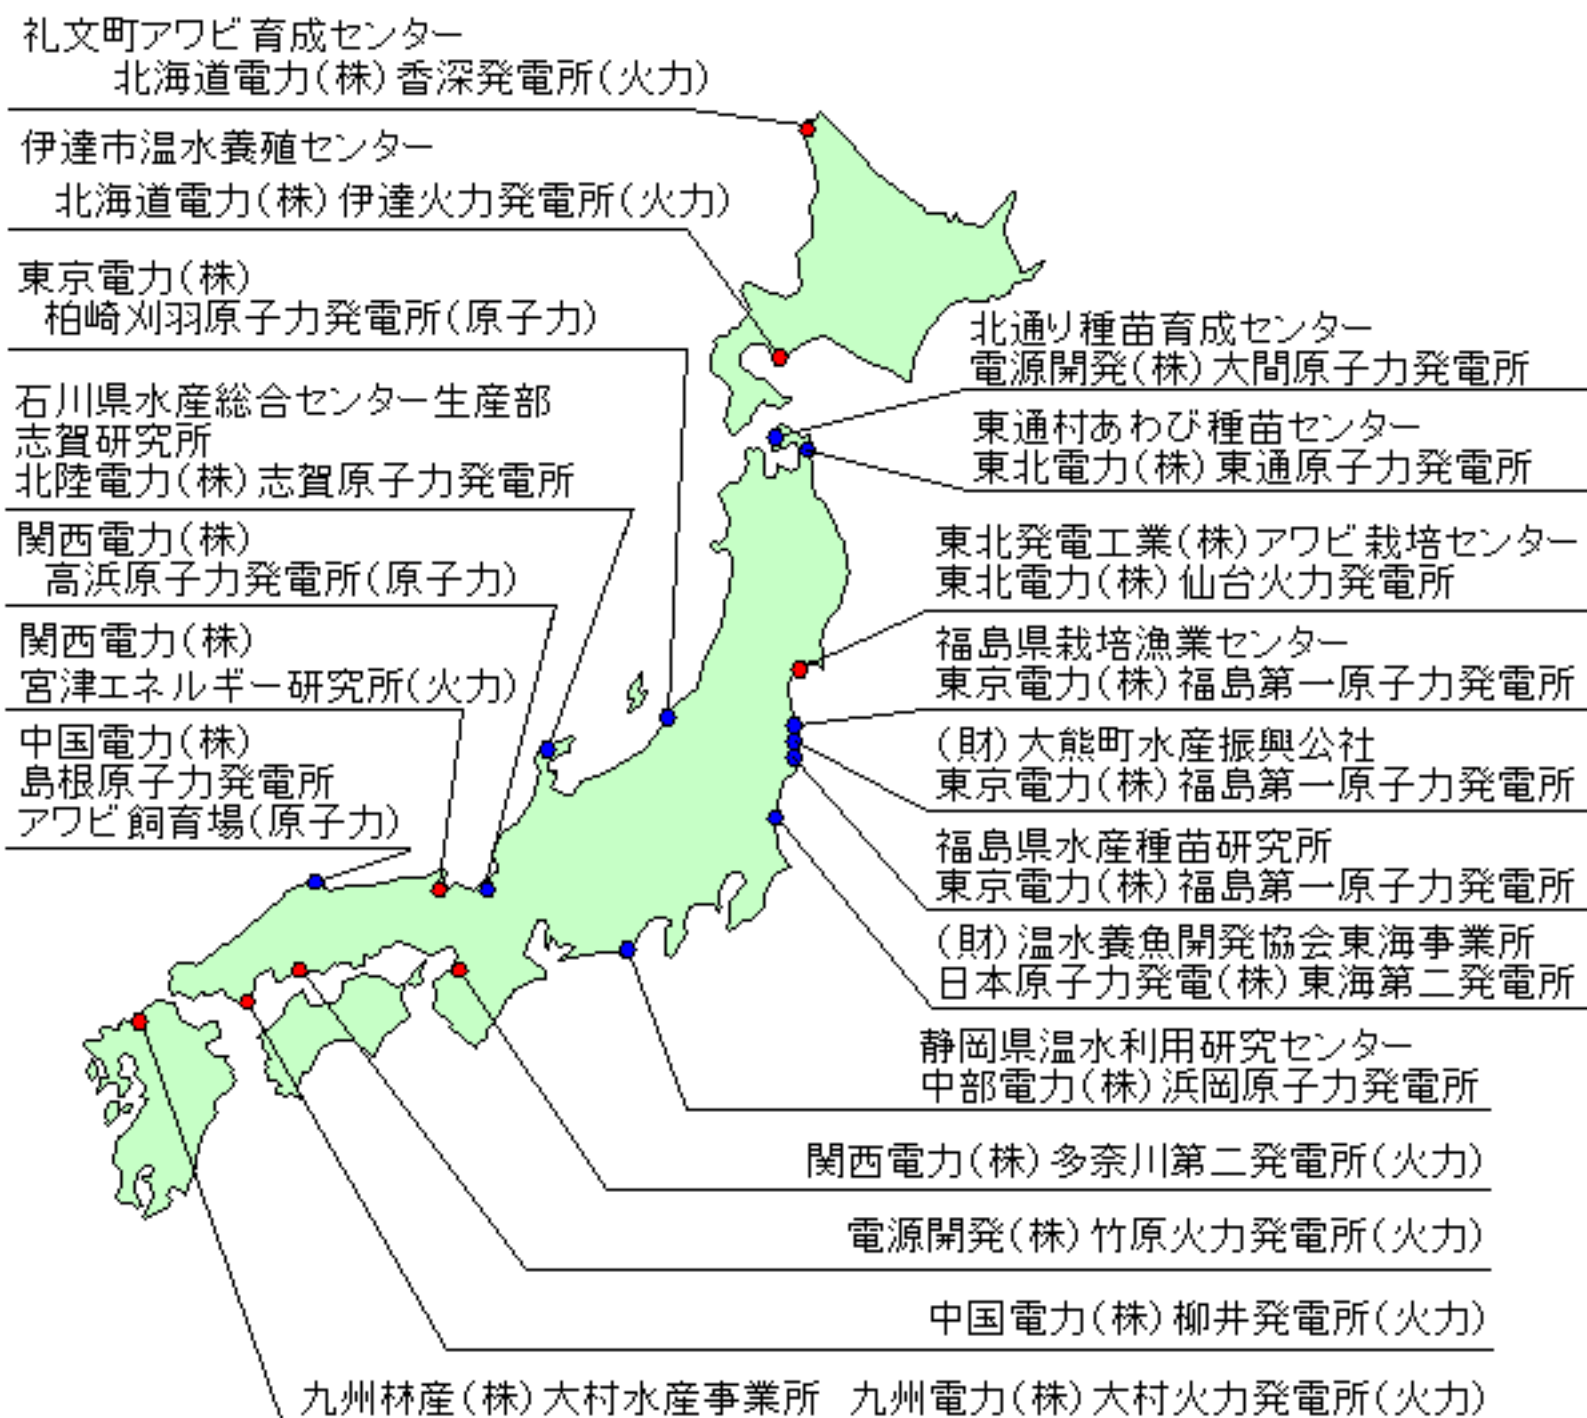 礼文町アワビ育成センター
北海道電力(株)香深発電所(火力)
伊達市温水養殖センター
北海道電力(株)伊達火力発電所(火力)
東京電力(株)
柏崎刈羽原子力発電所(原子力)
石川県水産総合センター生産部
志賀研究所
北陸電力(株)志賀原子力発電所
関西電力(株)
高浜原子力発電所(原子力)
関西電力(株)
宮津エネルギー研究所(火力)
中国電力(株)
島根原子力発電所
アワビ飼育場(原子力)
北通り種苗育成センター
電源開発(株)大間原子力発電所
東通村あわび種苗センター
東北電力(株)東通原子力発電所
東北発電工業(株)アワビ栽培センター
東北電力(株)仙台火力発電所
福島県栽培漁業センター
東京電力(株)福島第一原子力発電所
(財)大熊町水産振興公社
東京電力(株)福島第一原子力発電所
福島県水産種苗研究所
東京電力(株)福島第一原子力発電所
(財)温水養魚開発協会東海事業所
日本原子力発電(株)東海第二発電所
静岡県温水利用研究センター
中部電力(株)浜岡原子力発電所
関西電力(株)多奈川第二発電所(火力)
電源開発(株)竹原火力発電所(火力)
中国電力(株)柳井発電所(火力)
九州林産(株)大村水産事業所 九州電力(株)大村火力発電所(火力)